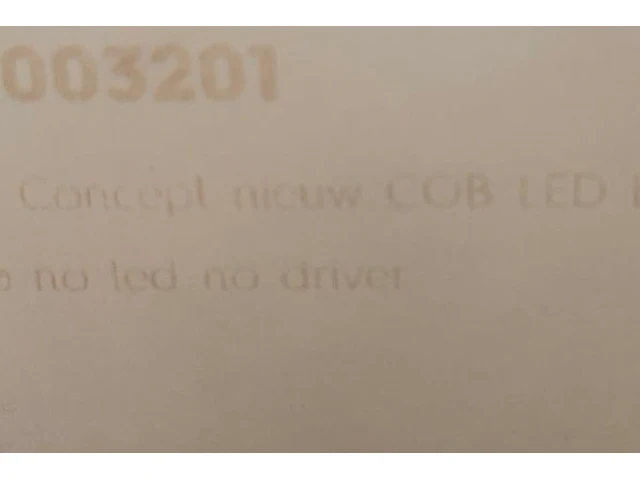 003201
Concept nieuw COB LED
no led no driver